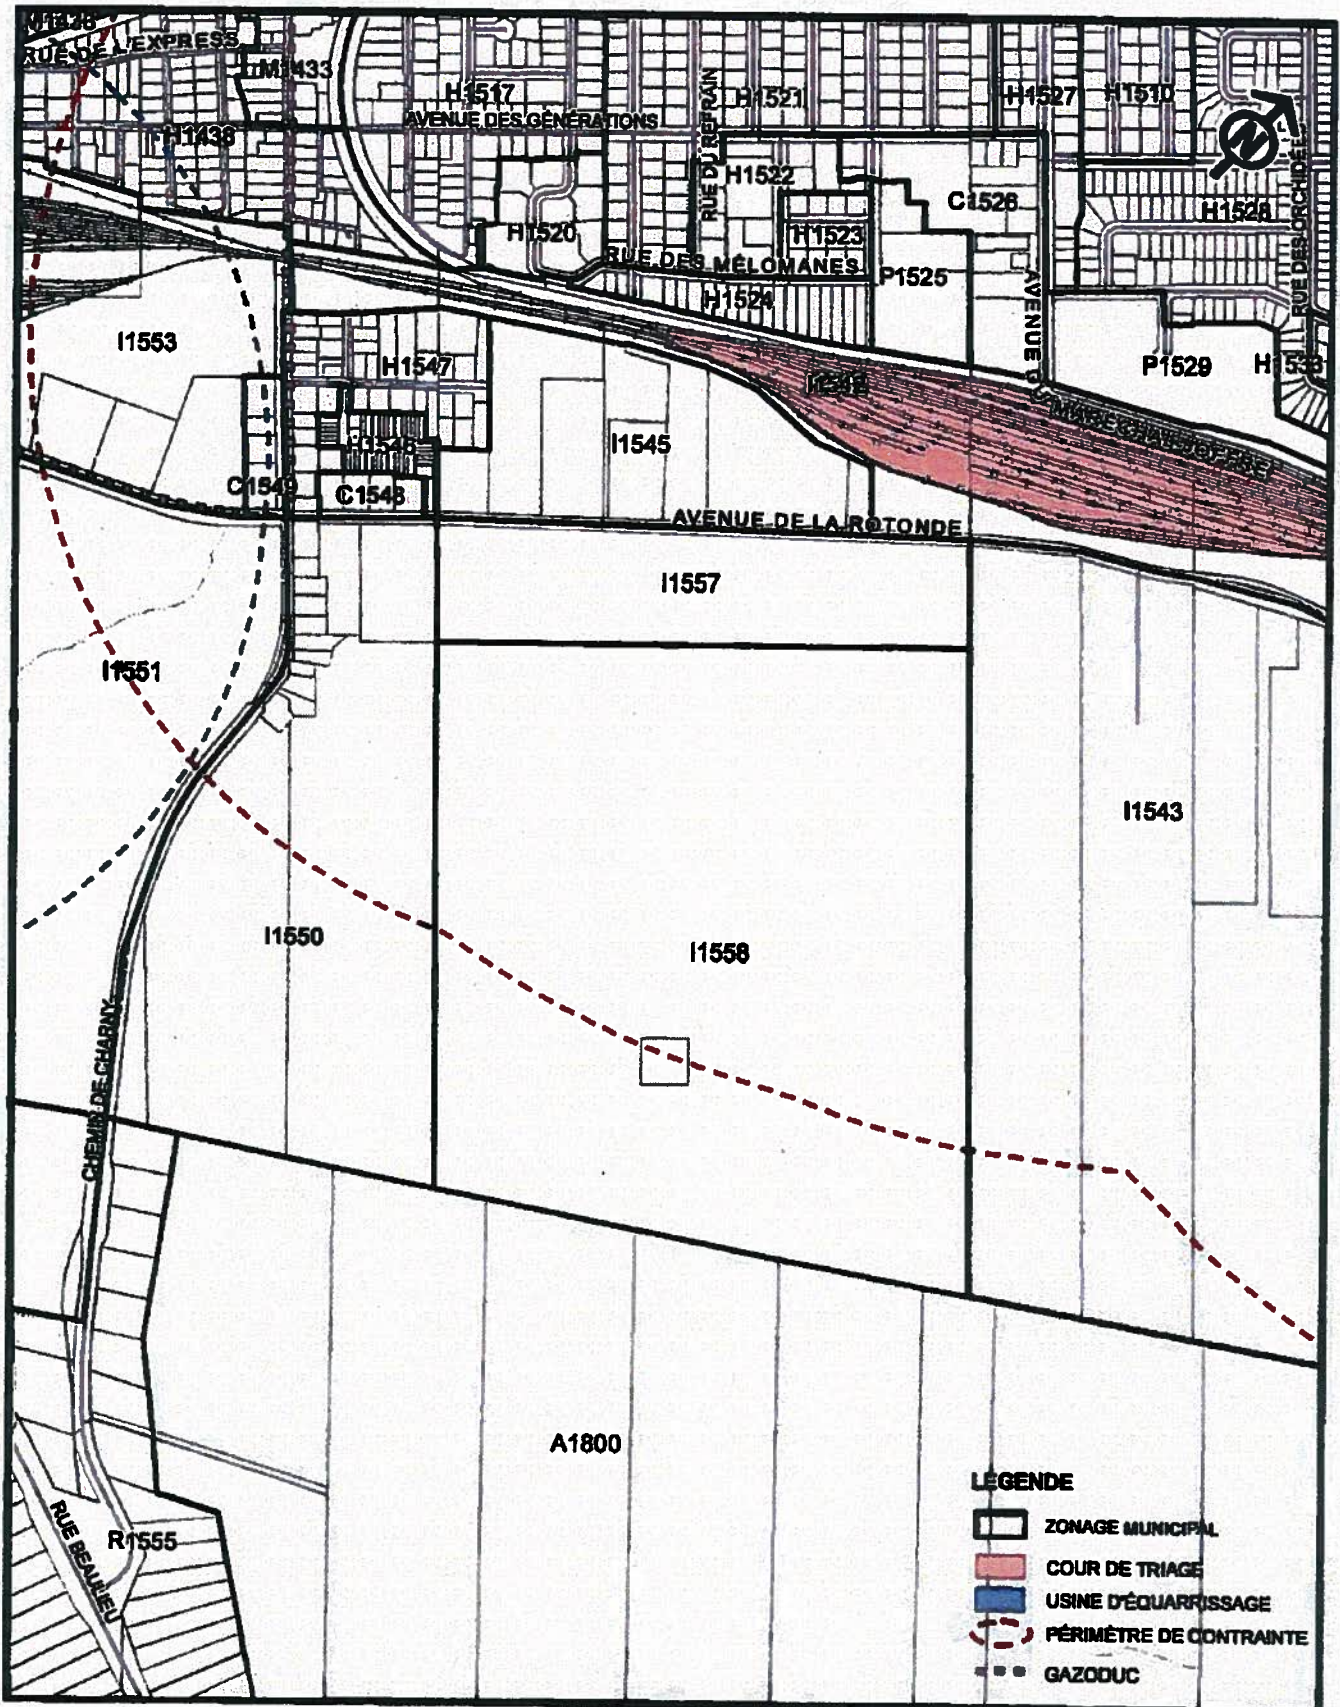 RUE DE L'EXPRESS
M1433
H1517
H1521
H1527
H1510
AVENUE DES GÉNÉRATIONS
H1438
RUE DU REFRAIN
N
H1522
C1526
H1528
RUE DES ORCHIDÉES
H1520
H1523
RUE DES MÉLOMANES
P1525
H1524
I1553
AVENUE DU MARÉCHAL-JOFFRE
H1547
P1529
I1545
C1549
C1548
AVENUE DE LA ROTONDE
I1557
I1551
I1543
I1550
I1558
CHEMIN DE CHARNY
A1800
R1555
RUE BEAULIEU
LÉGENDE
ZONAGE MUNICIPAL
COUR DE TRIAGE
USINE D'ÉQUARRISSAGE
PÉRIMÈTRE DE CONTRAINTE
GAZODUC